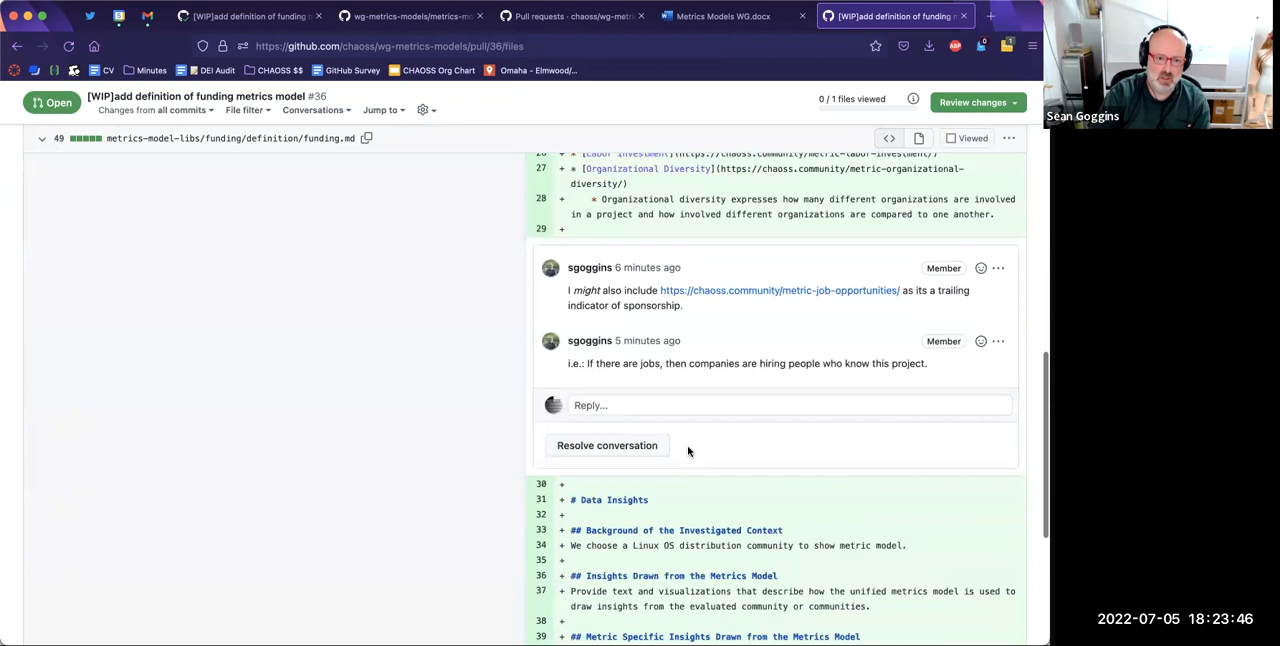 [WIP]add definition of funding m
wg-metrics-models/metrics-mo
Pull requests · chaoss/wg-metri
Metrics Models WG.docx
[WIP]add definition of funding m
https://github.com/chaoss/wg-metrics-models/pull/36/files
CV
Minutes
DEI Audit
CHAOSS $$
GitHub Survey
CHAOSS Org Chart
Omaha - Elmwood/...
Sean Goggins
Open
[WIP]add definition of funding metrics model #36
Changes from all commits
File filter
Conversations
Jump to
0 / 1 files viewed
Review changes
49
metrics-model-libs/funding/definition/funding.md
Viewed
26 + * [Labor Investment](https://chaoss.community/metric-labor-investment/)
27 + * [Organizational Diversity](https://chaoss.community/metric-organizational-
diversity/)
28 + * Organizational diversity expresses how many different organizations are involved
in a project and how involved different organizations are compared to one another.
29 +
sgoggins 6 minutes ago
Member
I might also include https://chaoss.community/metric-job-opportunities/ as its a trailing
indicator of sponsorship.
sgoggins 5 minutes ago
Member
i.e.: If there are jobs, then companies are hiring people who know this project.
Reply...
Resolve conversation
30 +
31 + # Data Insights
32 +
33 + ## Background of the Investigated Context
34 + We choose a Linux OS distribution community to show metric model.
35 +
36 + ## Insights Drawn from the Metrics Model
37 + Provide text and visualizations that describe how the unified metrics model is used to
draw insights from the evaluated community or communities.
38 +
39 + ## Metric Specific Insights Drawn from the Metrics Model
2022-07-05 18:23:46